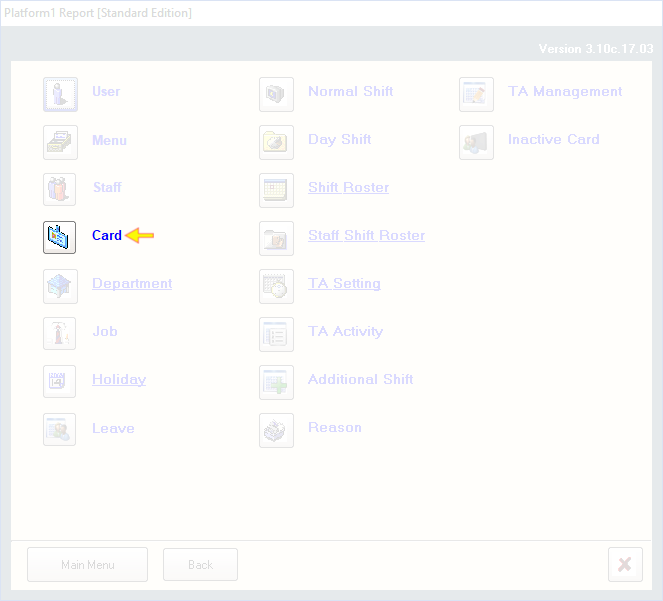 Platform1 Report [Standard Edition]
Version 3.10c.17.03
User
Menu
Staff
Card
Department
Job
Holiday
Leave
Normal Shift
Day Shift
Shift Roster
Staff Shift Roster
TA Setting
TA Activity
Additional Shift
Reason
TA Management
Inactive Card
Main Menu
Back